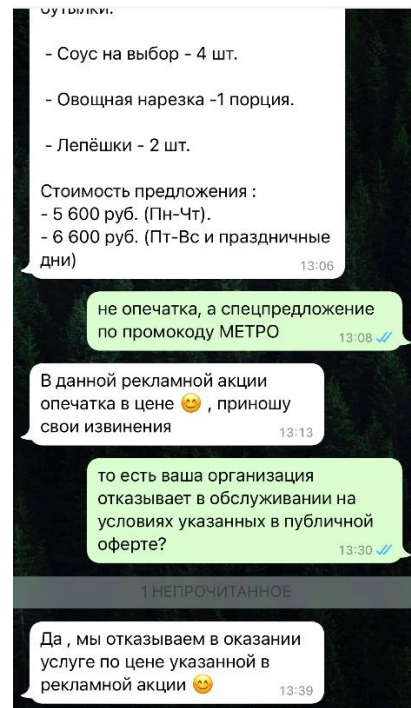 бутылки.
- Соус на выбор - 4 шт.
- Овощная нарезка -1 порция.
- Лепёшки - 2 шт.
Стоимость предложения :
- 5 600 руб. (Пн-Чт).
- 6 600 руб. (Пт-Вс и праздничные
дни)
13:06
не опечатка, а спецпредложение
по промокоду МЕТРО
13:08
В данной рекламной акции
опечатка в цене 😊 , приношу
свои извинения
13:13
то есть ваша организация
отказывает в обслуживании на
условиях указанных в публичной
оферте?
13:30
1 НЕПРОЧИТАННОЕ
Да , мы отказываем в оказании
услуге по цене указанной в
рекламной акции 😊
13:39